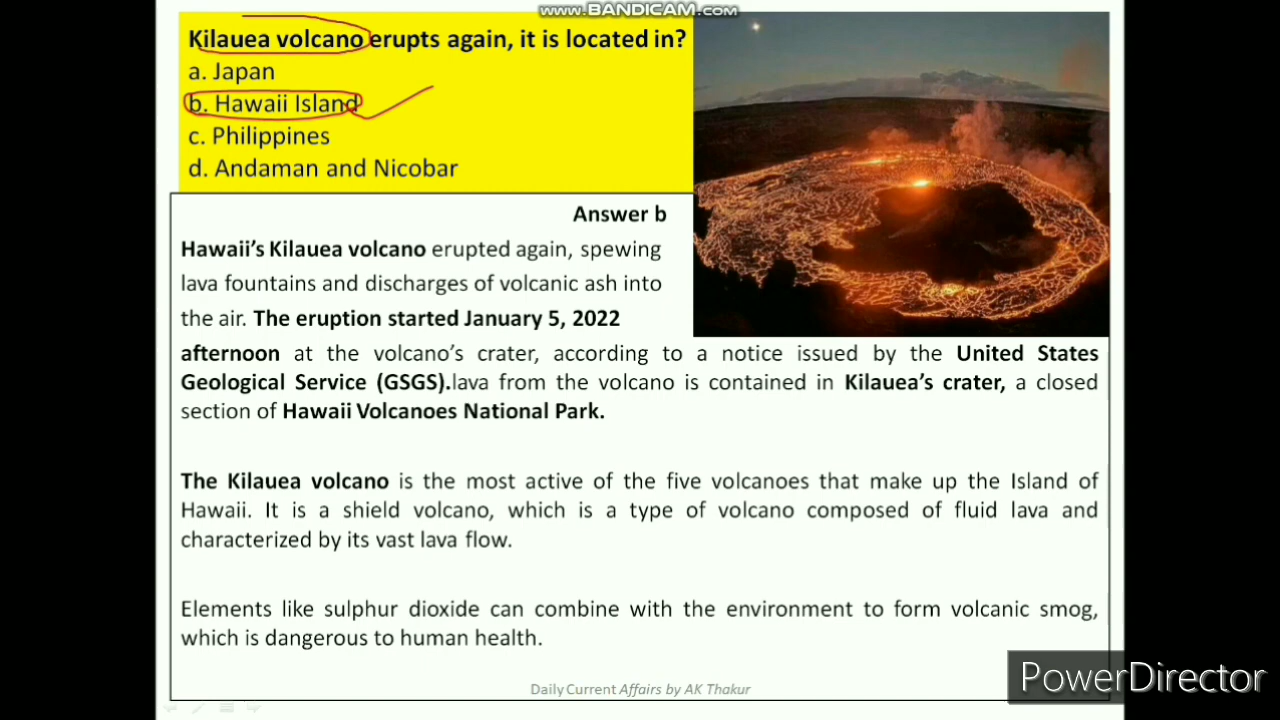 www.BANDICAM.com
Kilauea volcano erupts again, it is located in?
a. Japan
b. Hawaii Island
c. Philippines
d. Andaman and Nicobar
Answer b
Hawaii's Kilauea volcano erupted again, spewing
lava fountains and discharges of volcanic ash into
the air. The eruption started January 5, 2022
afternoon at the volcano's crater, according to a notice issued by the United States
Geological Service (GSGS).lava from the volcano is contained in Kilauea's crater, a closed
section of Hawaii Volcanoes National Park.
The Kilauea volcano is the most active of the five volcanoes that make up the Island of
Hawaii. It is a shield volcano, which is a type of volcano composed of fluid lava and
characterized by its vast lava flow.
Elements like sulphur dioxide can combine with the environment to form volcanic smog,
which is dangerous to human health.
Daily Current Affairs by AK Thakur
PowerDirector